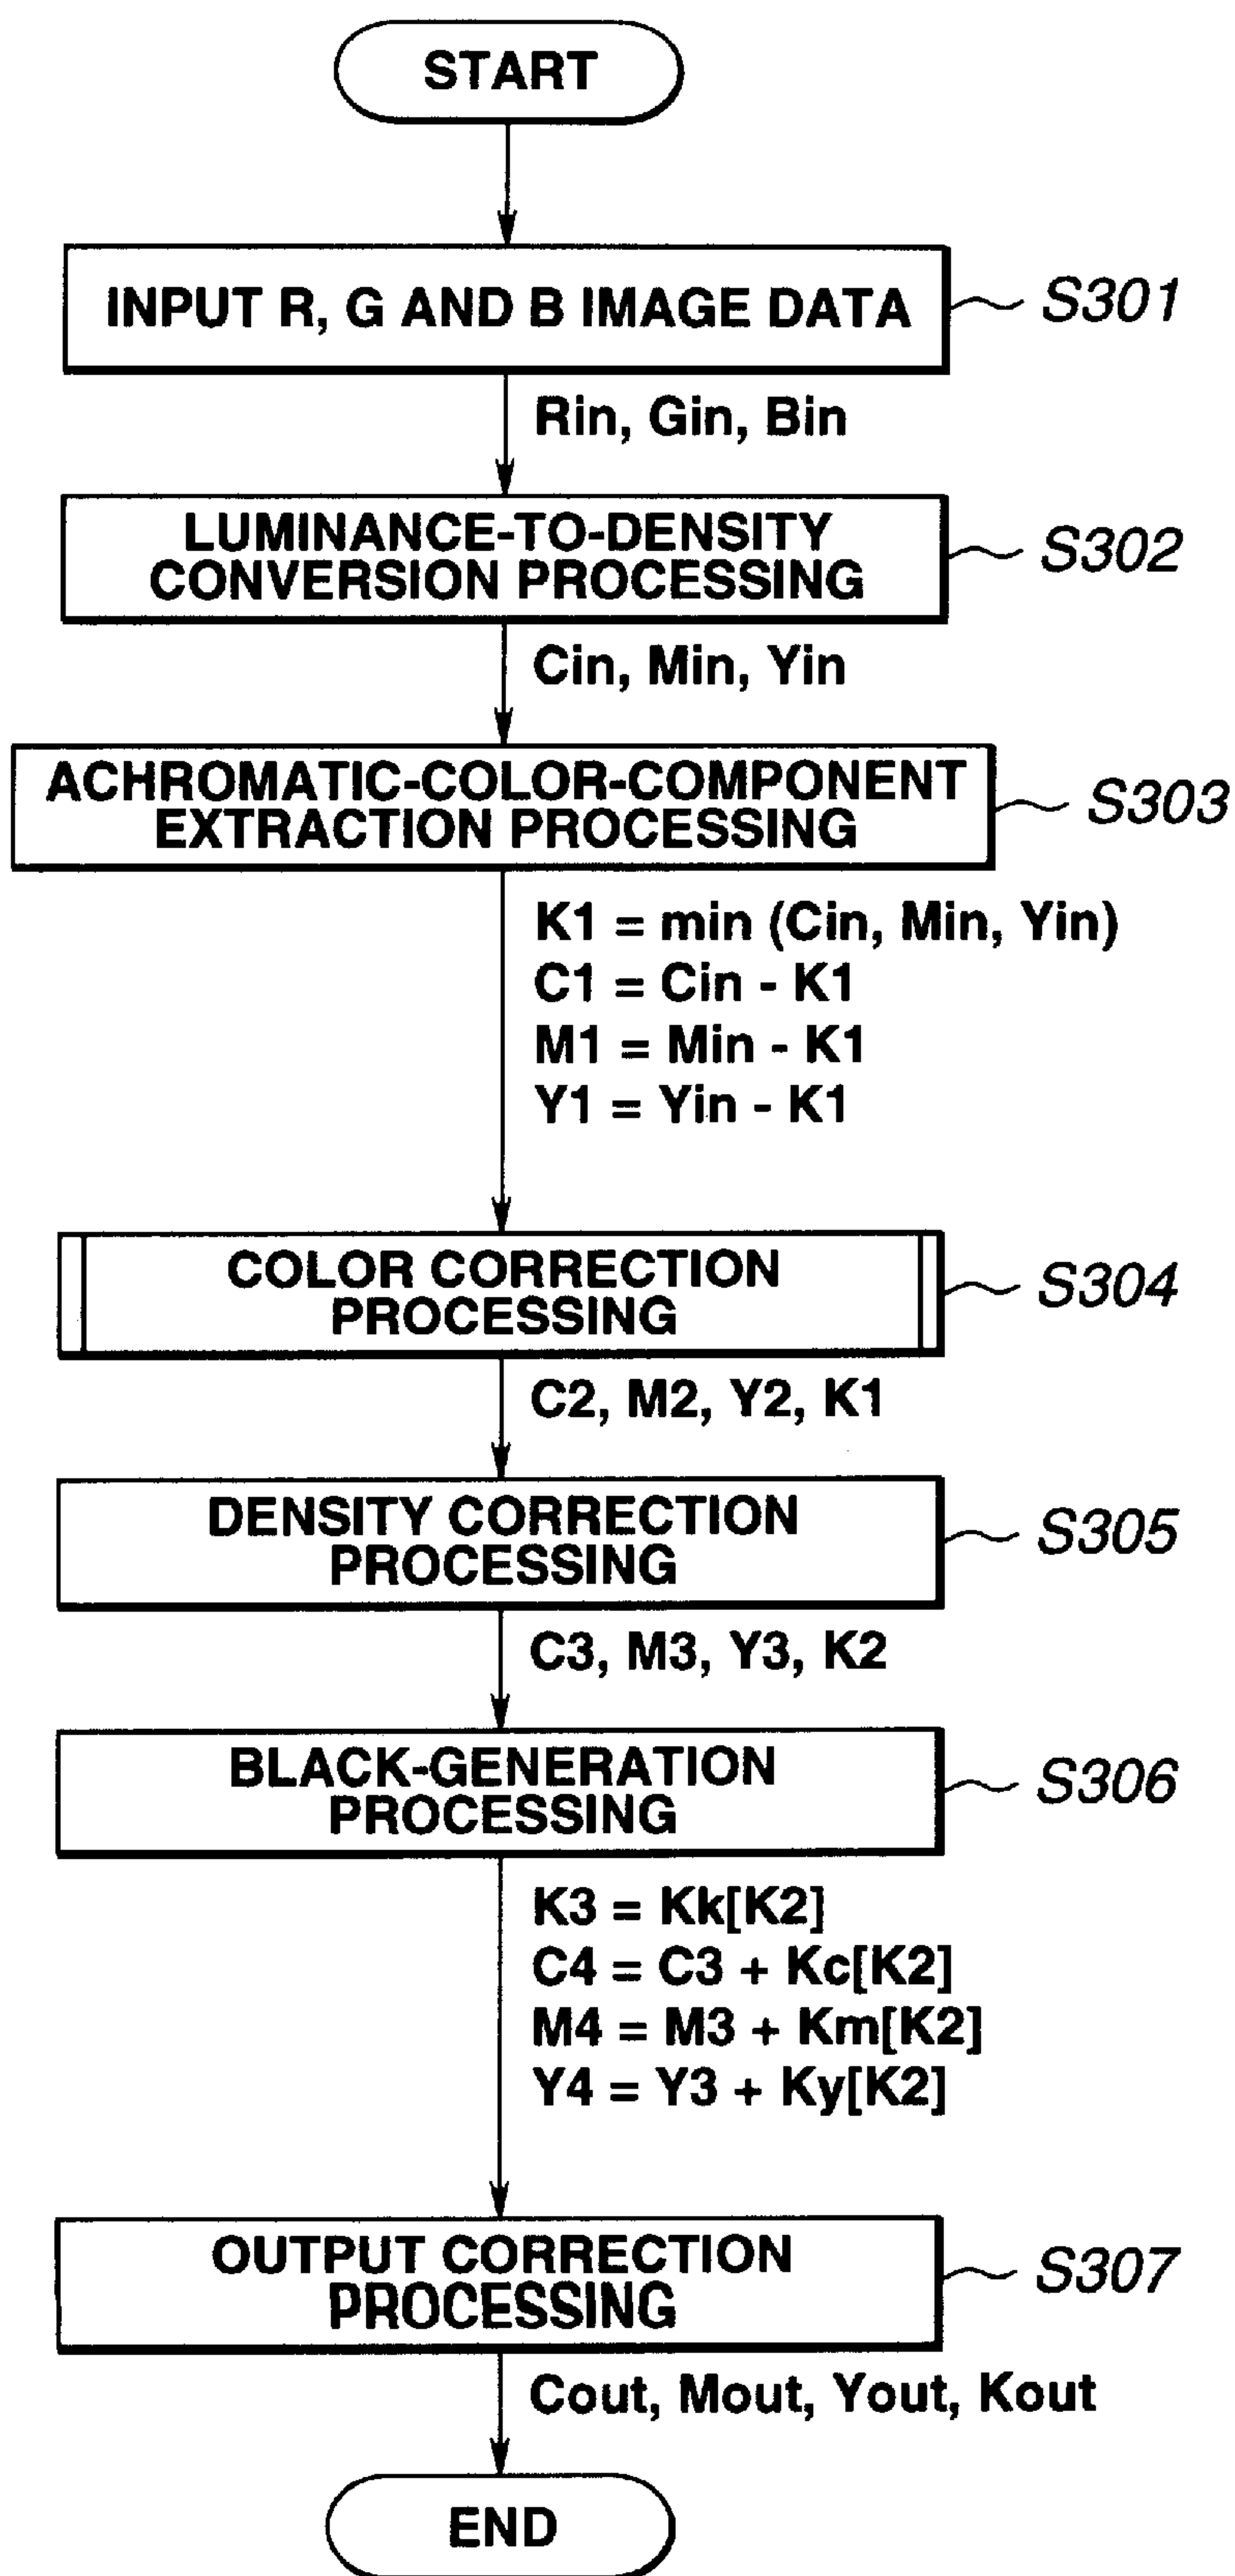 START
INPUT R, G AND B IMAGE DATA
S301
Rin, Gin, Bin
LUMINANCE-TO-DENSITY
CONVERSION PROCESSING
S302
Cin, Min, Yin
ACHROMATIC-COLOR-COMPONENT
EXTRACTION PROCESSING
S303
K1 = min (Cin, Min, Yin)
C1 = Cin - K1
M1 = Min - K1
Y1 = Yin - K1
COLOR CORRECTION
PROCESSING
S304
C2, M2, Y2, K1
DENSITY CORRECTION
PROCESSING
S305
C3, M3, Y3, K2
BLACK-GENERATION
PROCESSING
S306
K3 = Kk[K2]
C4 = C3 + Kc[K2]
M4 = M3 + Km[K2]
Y4 = Y3 + Ky[K2]
OUTPUT CORRECTION
PROCESSING
S307
Cout, Mout, Yout, Kout
END